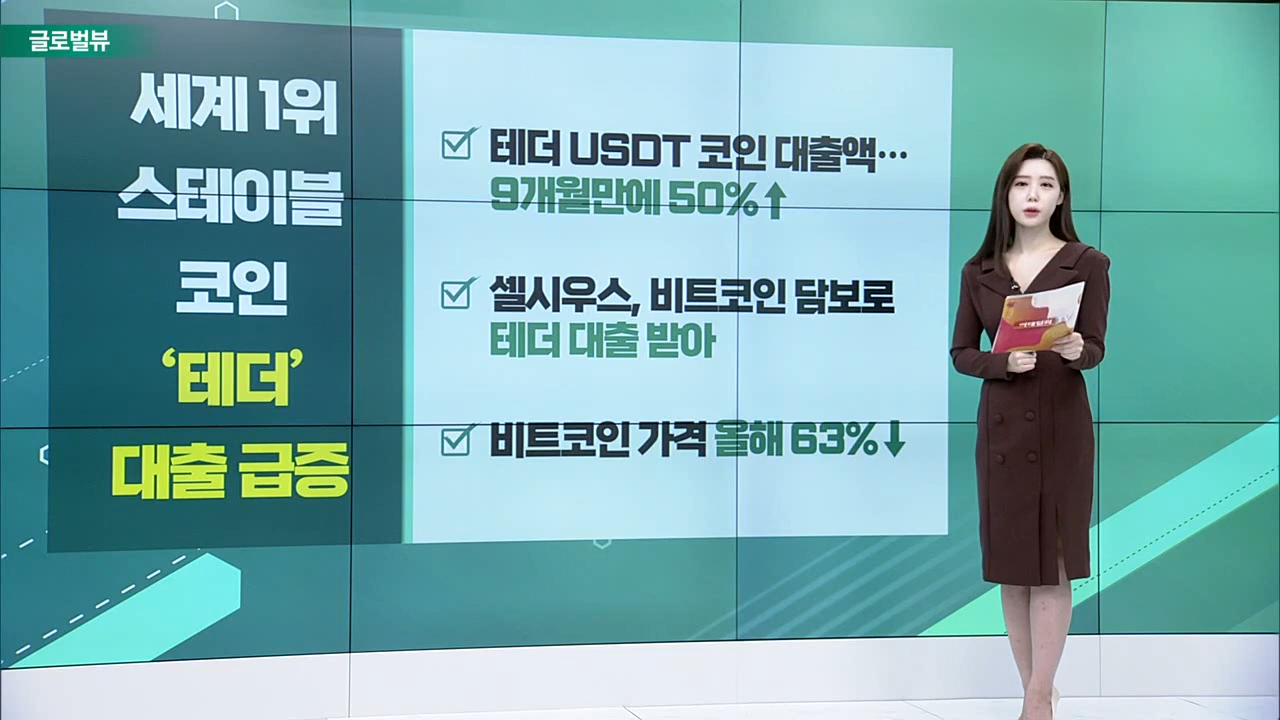 글로벌뷰
세계 1위
스테이블
코인
‘테더’
대출 급증
테더 USDT 코인 대출액…
9개월만에 50%↑
셀시우스, 비트코인 담보로
테더 대출 받아
비트코인 가격 올해 63%↓